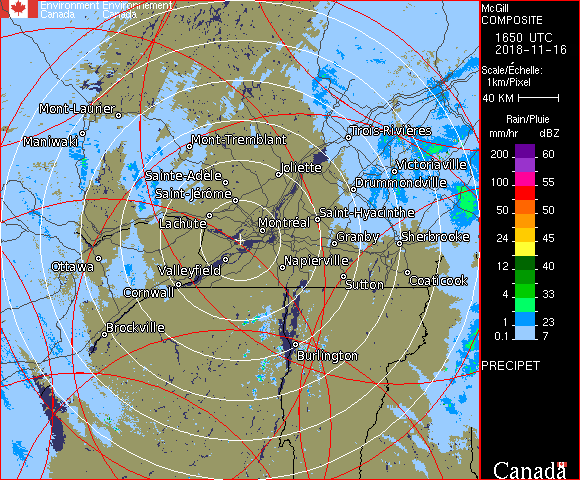 Environment Environnement
Canada Canada
McGill
COMPOSITE
1650 UTC
2018-11-16
Scale/Échelle:
1km/Pixel
40 KM
Rain/Pluie
mm/hr dBZ
200 60
150 55
100 55
50 50
24 45
12 40
4 33
1 23
0.1 7
PRECIPET
Canada
Mont-Laurier
Maniwaki
Mont-Tremblant
Trois-Rivières
Joliette
Victoriaville
Sainte-Adèle
Drummondville
Saint-Jérôme
Saint-Hyacinthe
Lachute
Montréal
Granby
Sherbrooke
Ottawa
Valleyfield
Napierville
Cornwall
Sutton
Coaticook
Brockville
Burlington